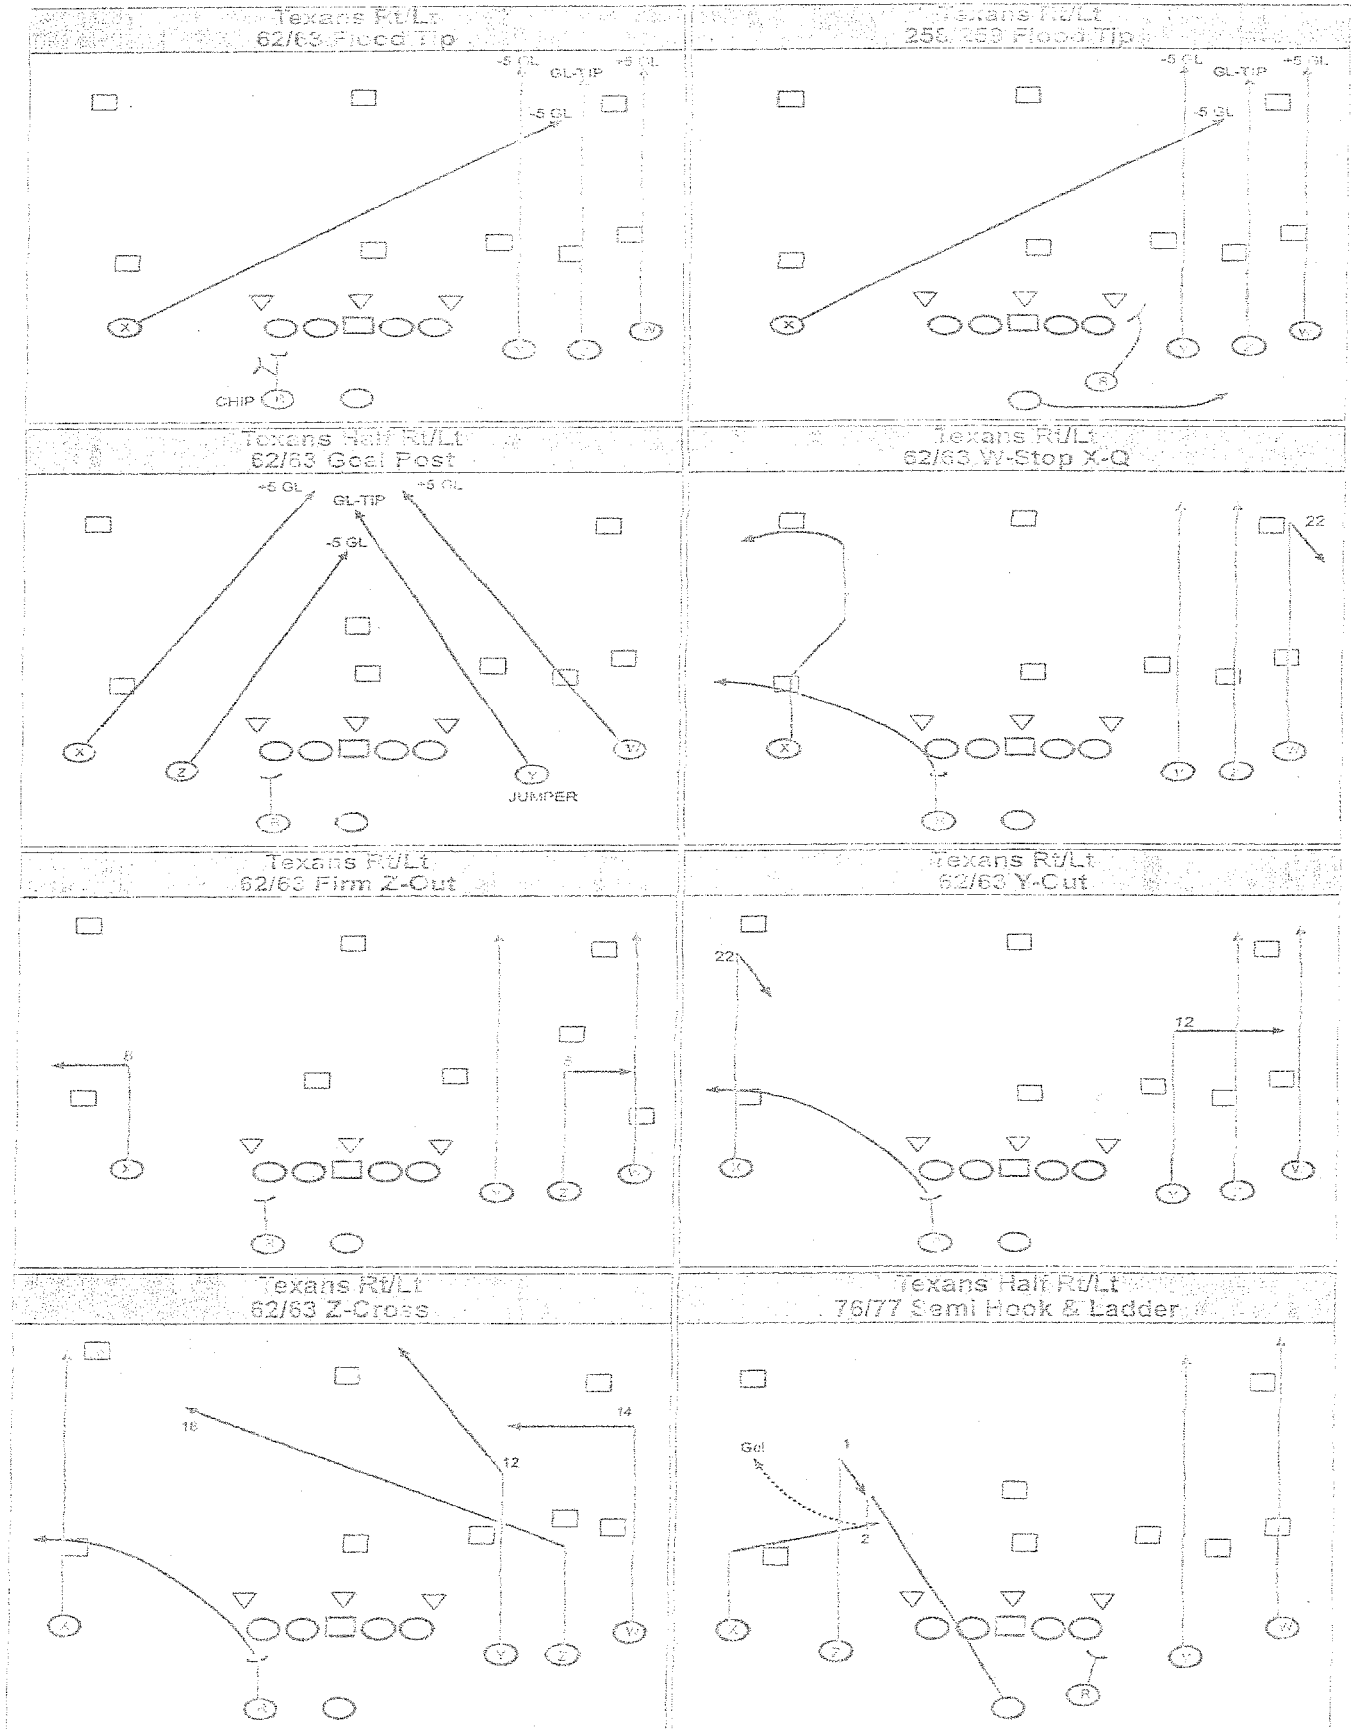 Texans Rt/Lt
62/63 Flood Tip
-5 GL
GL-TIP
+5 GL
-5 GL
X
Y
W
CHIP
R
Texans Rt/Lt
258/259 Flood Tip
-5 GL
GL-TIP
+5 GL
-5 GL
X
Y
Z
W
R
Texans Half Rt/Lt
62/63 Goal Post
+5 GL
GL-TIP
+5 GL
-5 GL
X
Z
Y
W
JUMPER
R
Texans Rt/Lt
62/63 W-Stop X-Q
22
X
Y
Z
W
R
Texans Rt/Lt
62/63 Firm Z-Out
6
X
Y
Z
W
R
Texans Rt/Lt
62/63 Y-Cut
22
12
X
Y
W
Texans Rt/Lt
62/63 Z-Cross
18
14
12
X
Y
Z
W
R
Texans Half Rt/Lt
76/77 Semi Hook & Ladder
Go!
1
2
X
Z
Y
W
R